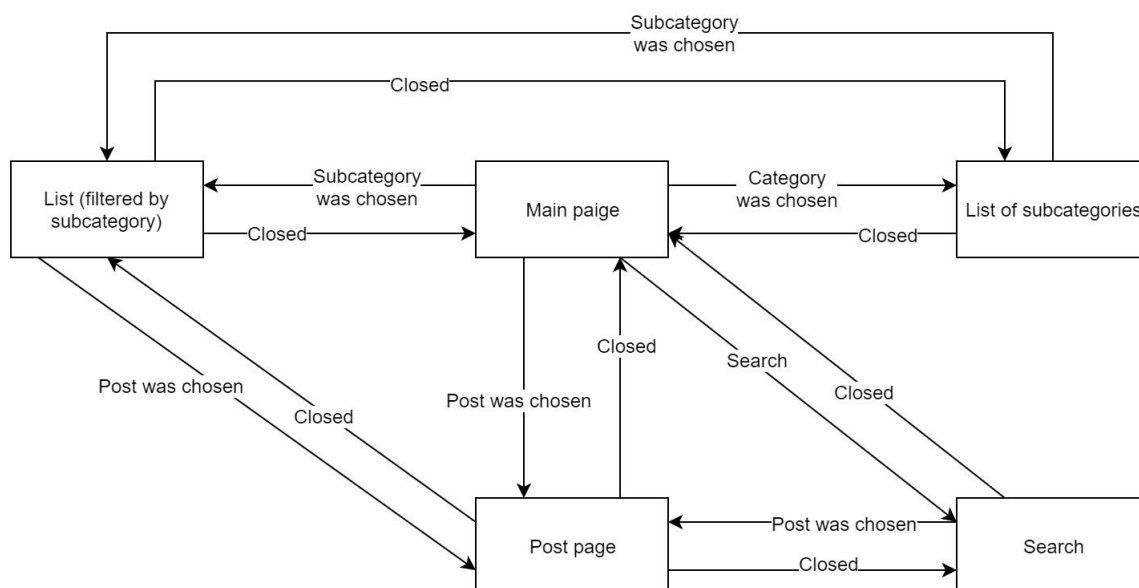 Subcategory
was chosen
Closed
List (filtered by
subcategory)
Subcategory
was chosen
Closed
Main paige
Category
was chosen
Closed
List of subcategories
Post was chosen
Closed
Post was chosen
Closed
Search
Closed
Post page
Post was chosen
Closed
Search